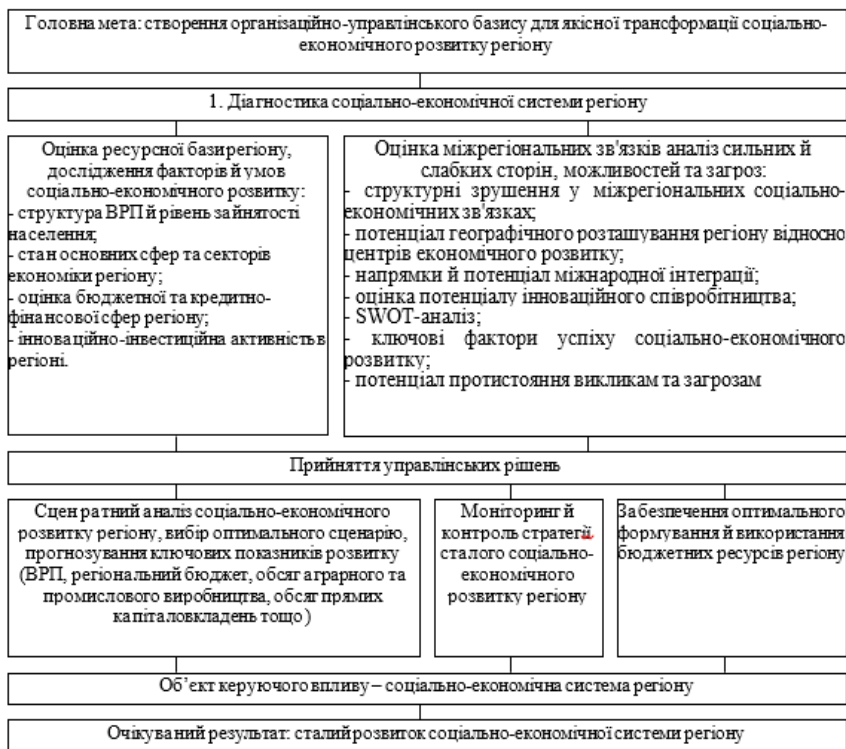 Головна мета: створення організаційно-управлінського базису для якісної трансформації соціально-
економічного розвитку регіону
1. Діагностика соціально-економічної системи регіону
Оцінка ресурсної базирегіону,
дослідження факторів й умов
соціально-економічного розвитку:
- структура ВРП й рівень зайнятості
населення;
- стан основних сфер та секторів
економіки регіону;
- оцінка бюджетної та кредитно-
фінансової сфер регіону;
- інноваційно-інвестиційна активність в
регіоні.
Оцінка міжрегіональних зв'язків аналіз сильних й
слабких сторін, можливостей та загроз:
- структурні зрушення у міжрегіональних соціально-
економічних зв'язках;
- потенціал географічного розташування регіону відносно
центрів економічного розвитку;
- напрямки й потенціал міжнародної інтеграції;
- оцінка потенціалу інноваційного співробітництва;
- SWOT-аналіз;
- ключові фактори успіху соціально-економічного
розвитку;
- потенціал протистояння викликам та загрозам
Прийняття управлінських рішень
Сцен ратний аналіз соціально-економічного
розвитку регіону, вибір оптимального сценарію,
прогнозування ключових показників розвитку
(ВРП, регіональний бюджет, обсяг аграрного та
промислового виробництва, обсяг прямих
капіталовкладень тощо )
Моніторинг й
контроль стратегії
сталого соціально-
економічного
розвитку регіону
Забезпечення оптимального
формування й використання
бюджетних ресурсів регіону
Об’єкт керуючого впливу – соціально-економічна система регіону
Очікуваний результат: сталий розвиток соціально-економічної системи регіону